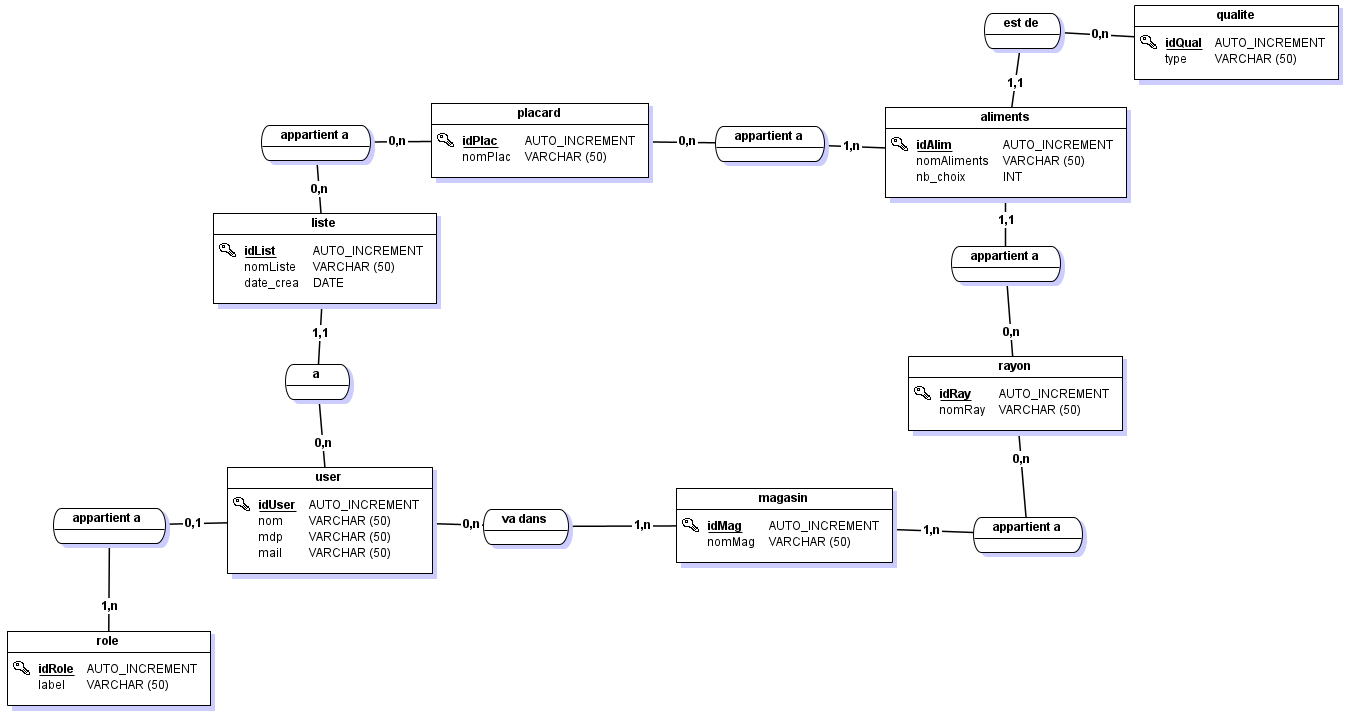 est de
0,n
qualite
idQual AUTO_INCREMENT
type VARCHAR (50)
1,1
placard
idPlac AUTO_INCREMENT
nomPlac VARCHAR (50)
appartient a
0,n
0,n
appartient a
1,n
aliments
idAlim AUTO_INCREMENT
nomAliments VARCHAR (50)
nb_choix INT
0,n
liste
idList AUTO_INCREMENT
nomListe VARCHAR (50)
date_crea DATE
1,1
appartient a
0,n
1,1
a
0,n
rayon
idRay AUTO_INCREMENT
nomRay VARCHAR (50)
0,n
user
idUser AUTO_INCREMENT
nom VARCHAR (50)
mdp VARCHAR (50)
mail VARCHAR (50)
appartient a
0,1
0,n
va dans
1,n
magasin
idMag AUTO_INCREMENT
nomMag VARCHAR (50)
1,n
appartient a
1,n
role
idRole AUTO_INCREMENT
label VARCHAR (50)